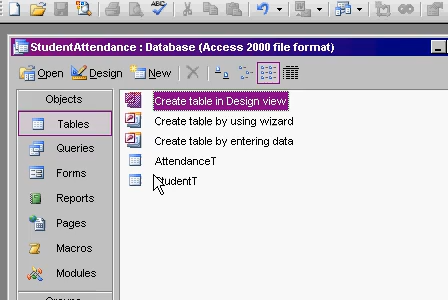 StudentAttendance : Database (Access 2000 file format)
Open Design New
Objects
Tables
Queries
Forms
Reports
Pages
Macros
Modules
Create table in Design view
Create table by using wizard
Create table by entering data
AttendanceT
StudentT